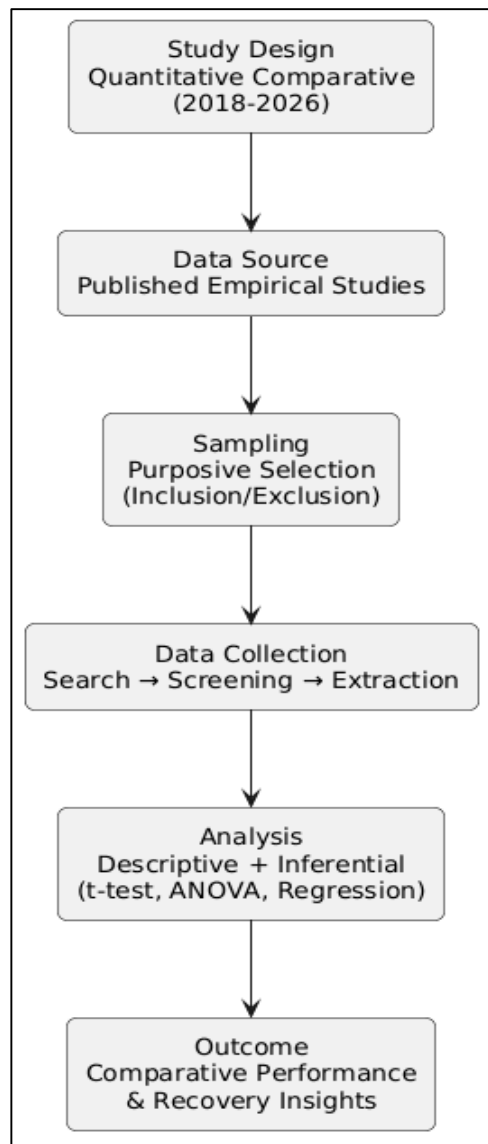 Study Design
Quantitative Comparative
(2018-2026)
Data Source
Published Empirical Studies
Sampling
Purposive Selection
(Inclusion/Exclusion)
Data Collection
Search → Screening → Extraction
Analysis
Descriptive + Inferential
(t-test, ANOVA, Regression)
Outcome
Comparative Performance
& Recovery Insights